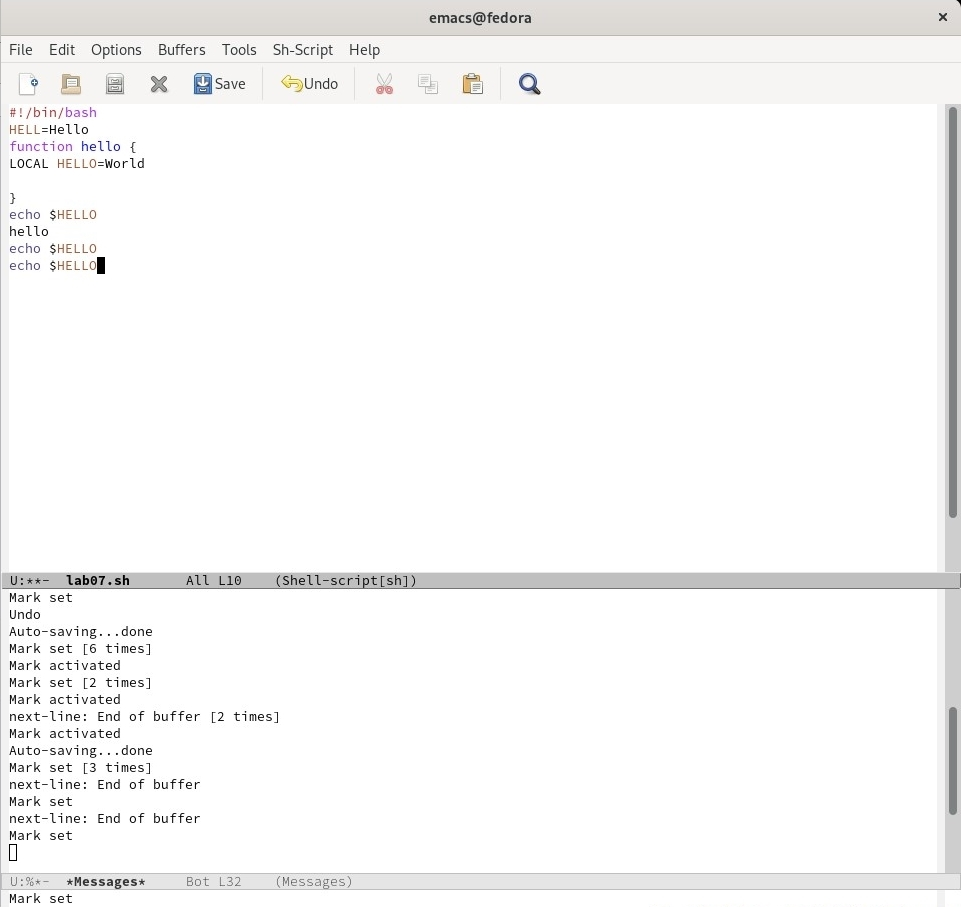 emacs@fedora ×
File Edit Options Buffers Tools Sh-Script Help
Save Undo
#!/bin/bash
HELL=Hello
function hello {
LOCAL HELLO=World
}
echo $HELLO
hello
echo $HELLO
echo $HELLO
U:**- lab07.sh All L10 (Shell-script[sh])
Mark set
Undo
Auto-saving...done
Mark set [6 times]
Mark activated
Mark set [2 times]
Mark activated
next-line: End of buffer [2 times]
Mark activated
Auto-saving...done
Mark set [3 times]
next-line: End of buffer
Mark set
next-line: End of buffer
Mark set
U:%*- *Messages* Bot L32 (Messages)
Mark set